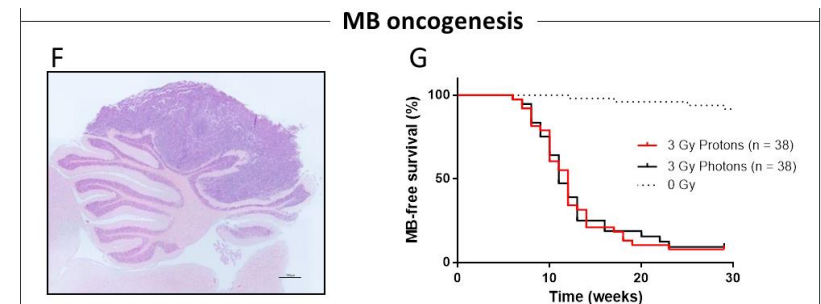 MB oncogenesis
F
G
MB-free survival (%)
100
50
0
3 Gy Protons (n = 38)
3 Gy Photons (n = 38)
0 Gy
0
10
20
30
Time (weeks)